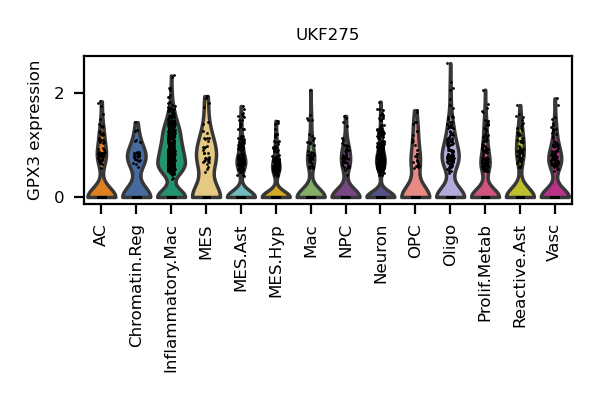 UKF275
GPX3 expression
2
0
AC
Chromatin.Reg
Inflammatory.Mac
MES
MES.Ast
MES.Hyp
Mac
NPC
Neuron
OPC
Oligo
Prolif.Metab
Reactive.Ast
Vasc